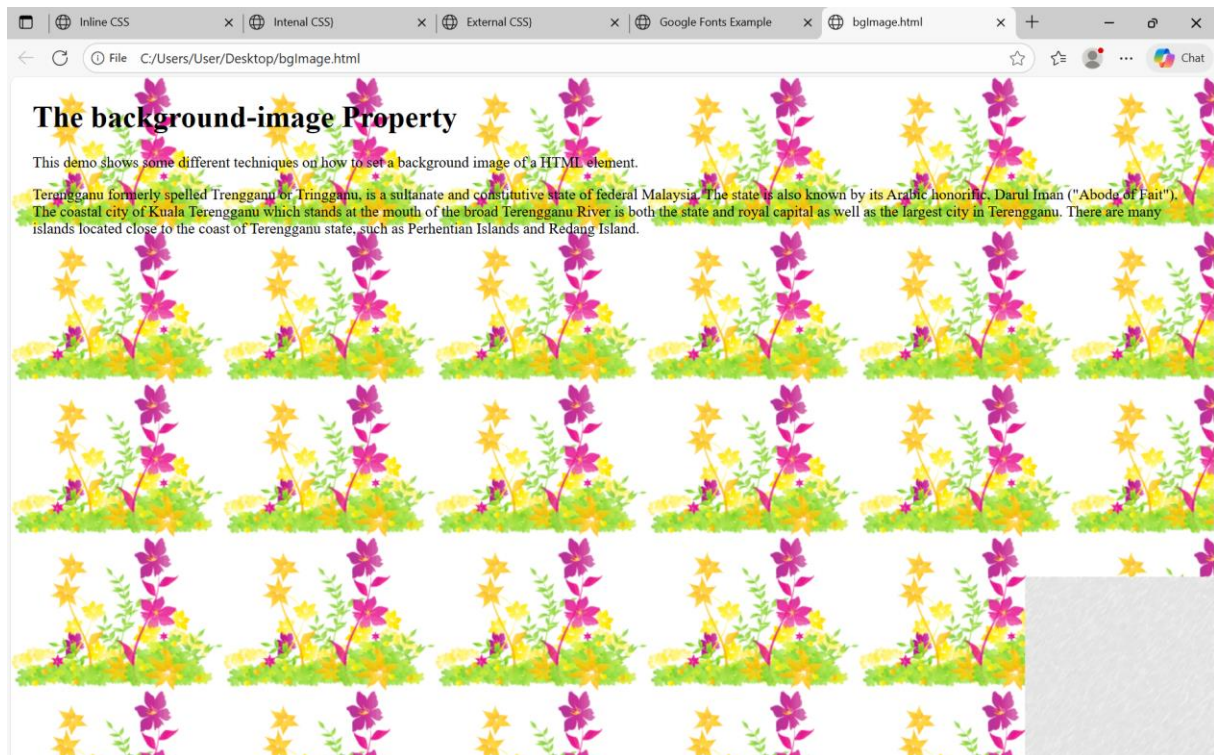 Inline CSS
Intenal CSS)
External CSS)
Google Fonts Example
bgImage.html
File C:/Users/User/Desktop/bgImage.html
Chat
The background-image Property
This demo shows some different techniques on how to set a background image of a HTML element.
Terengganu formerly spelled Trengganu or Tringganu, is a sultanate and constitutive state of federal Malaysia. The state is also known by its Arabic honorific, Darul Iman ("Abode of Fait").
The coastal city of Kuala Terengganu which stands at the mouth of the broad Terengganu River is both the state and royal capital as well as the largest city in Terengganu. There are many
islands located close to the coast of Terengganu state, such as Perhentian Islands and Redang Island.